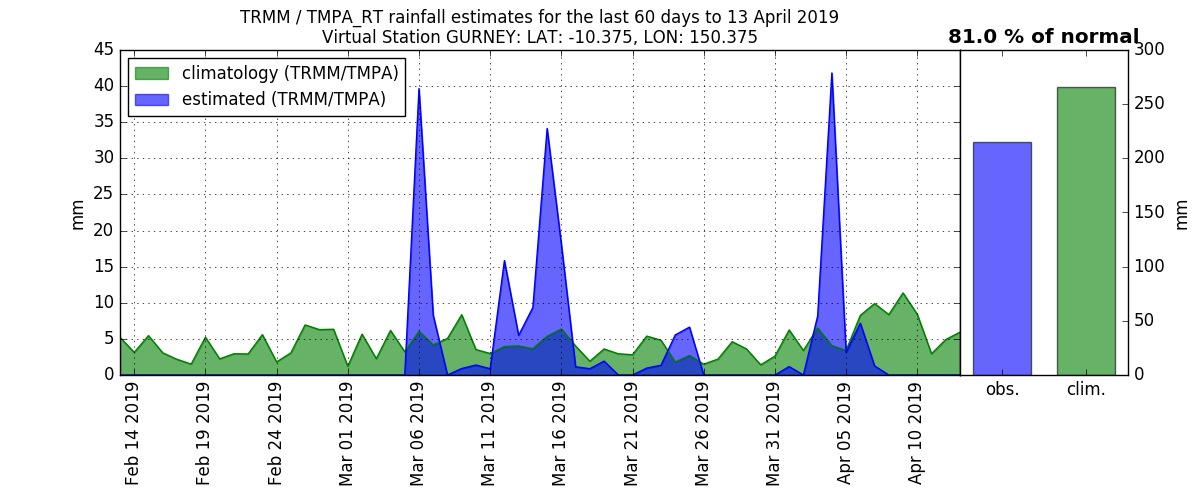 TRMM / TMPA_RT rainfall estimates for the last 60 days to 13 April 2019
Virtual Station GURNEY: LAT: -10.375, LON: 150.375
81.0 % of normal
climatology (TRMM/TMPA)
estimated (TRMM/TMPA)
mm
45
40
35
30
25
20
15
10
5
0
Feb 14 2019
Feb 19 2019
Feb 24 2019
Mar 01 2019
Mar 06 2019
Mar 11 2019
Mar 16 2019
Mar 21 2019
Mar 26 2019
Mar 31 2019
Apr 05 2019
Apr 10 2019
obs.
clim.
300
250
200
150
100
50
0
mm